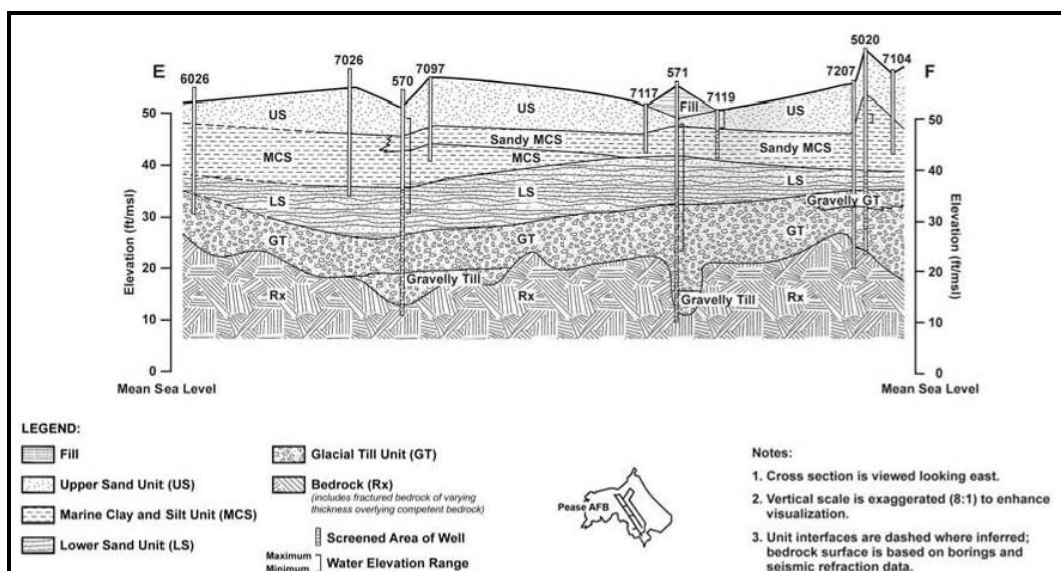 E
6026
7026
570
7097
7117
571
7119
7207
5020
7104
F
50
40
30
20
10
0
Elevation (ft/msl)
Mean Sea Level
US
US
Fill
US
MCS
Sandy MCS
MCS
Sandy MCS
LS
LS
LS
Gravelly GT
GT
GT
GT
Gravelly Till
Gravelly Till
Rx
Rx
Rx
50
40
30
20
10
0
Elevation (ft/msl)
Mean Sea Level
LEGEND:
Fill
Upper Sand Unit (US)
Marine Clay and Silt Unit (MCS)
Lower Sand Unit (LS)
Glacial Till Unit (GT)
Bedrock (Rx)
(includes fractured bedrock of varying
thickness overlying competent bedrock)
Screened Area of Well
Maximum
Minimum
Water Elevation Range
Pease AFB
Notes:
1. Cross section is viewed looking east.
2. Vertical scale is exaggerated (8:1) to enhance
visualization.
3. Unit interfaces are dashed where inferred;
bedrock surface is based on borings and
seismic refraction data.